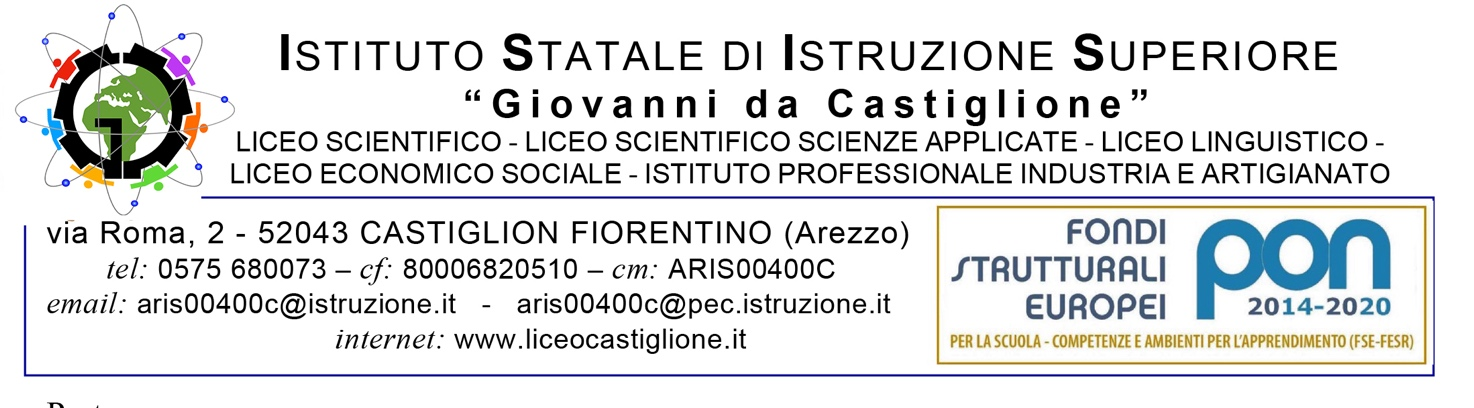 ISTITUTO STATALE DI ISTRUZIONE SUPERIORE
“Giovanni da Castiglione”
LICEO SCIENTIFICO - LICEO SCIENTIFICO SCIENZE APPLICATE - LICEO LINGUISTICO -
LICEO ECONOMICO SOCIALE - ISTITUTO PROFESSIONALE INDUSTRIA E ARTIGIANATO
via Roma, 2 - 52043 CASTIGLION FIORENTINO (Arezzo)
tel: 0575 680073 – cf: 80006820510 – cm: ARIS00400C
email: aris00400c@istruzione.it - aris00400c@pec.istruzione.it
internet: www.liceocastiglione.it
FONDI
STRUTTURALI
EUROPEI
pon
2014-2020
PER LA SCUOLA - COMPETENZE E AMBIENTI PER L'APPRENDIMENTO (FSE-FESR)